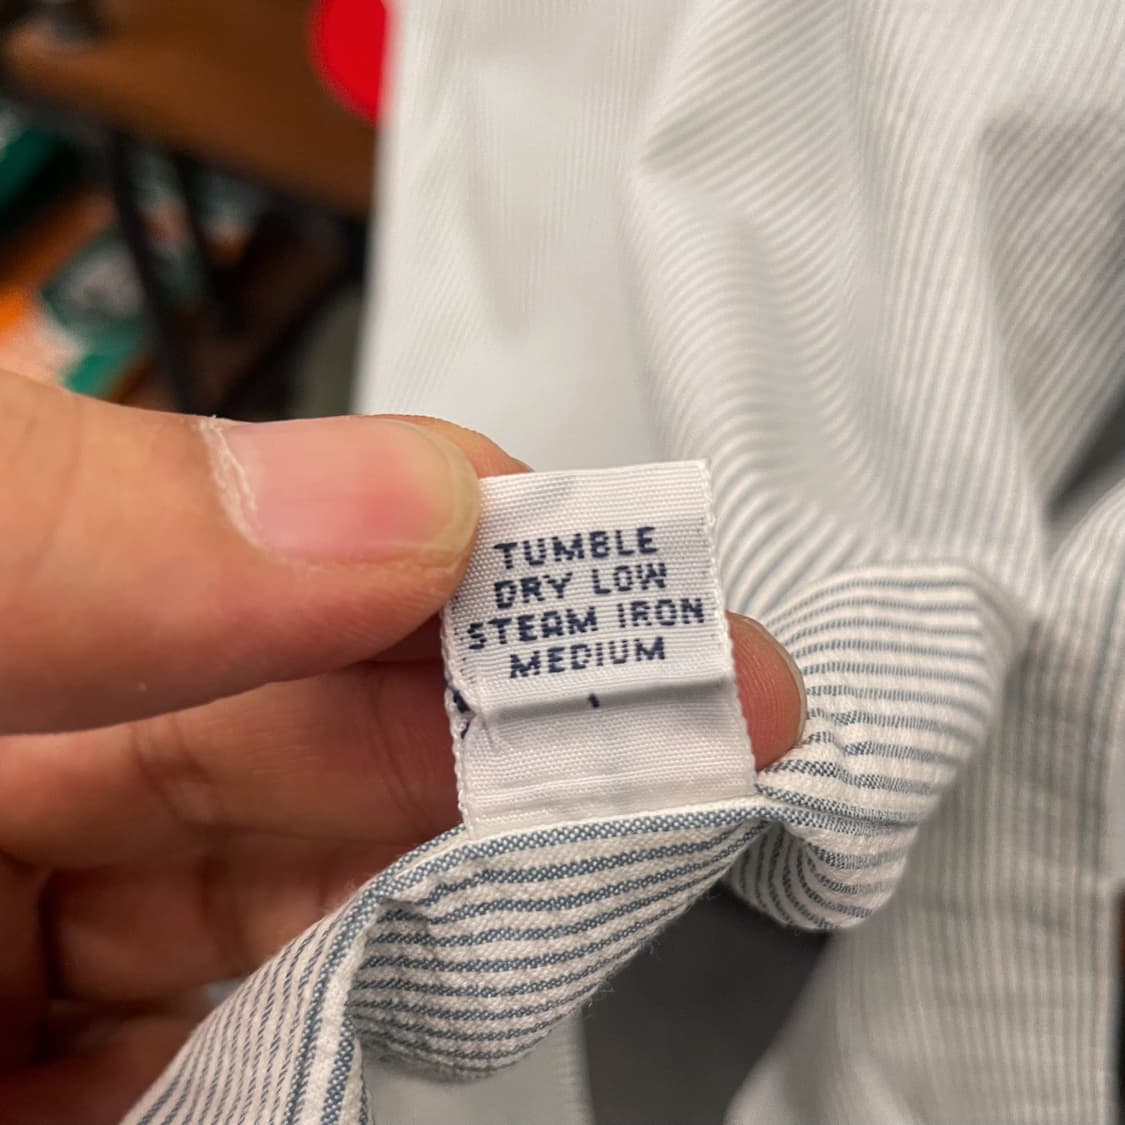 TUMBLE
DRY LOW
STEAM IRON
MEDIUM